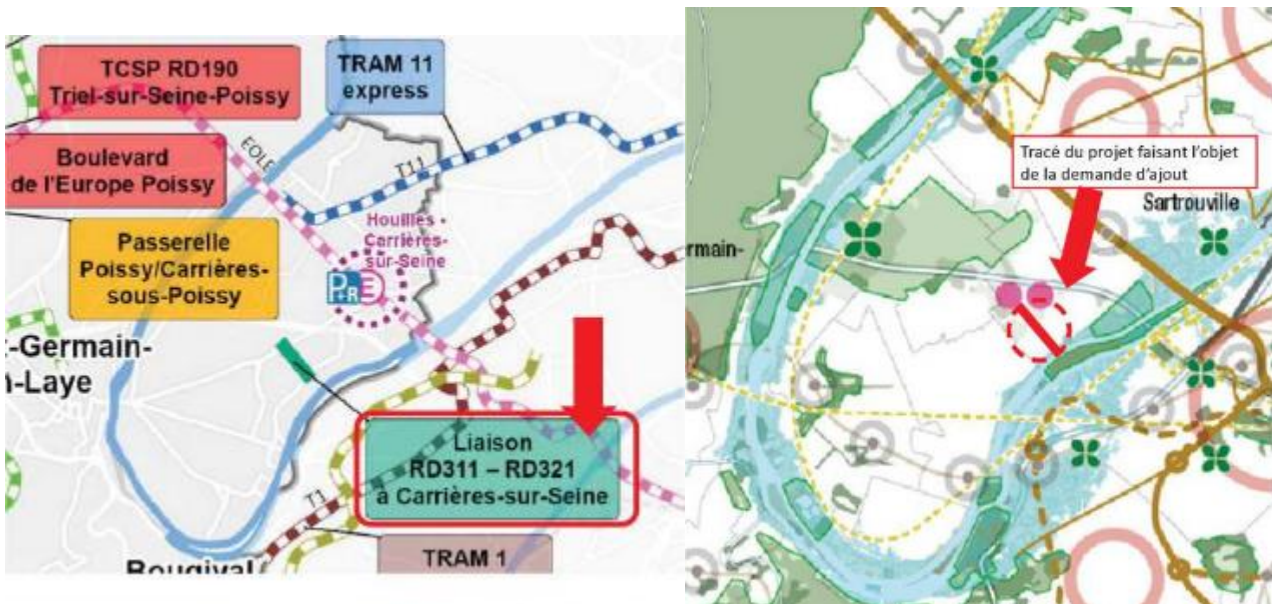 TCSP RD190
Triel-sur-Seine-Poissy
TRAM 11
express
Boulevard
de l'Europe Poissy
EOLE
T11
Houilles -
Carrières-
sur-Seine
P+R
E
Passerelle
Poissy/Carrières-
sous-Poissy
-Germain-
-Laye
Liaison
RD311 – RD321
à Carrières-sur-Seine
T1
TRAM 1
Bougival
Tracé du projet faisant l'objet
de la demande d'ajout
Sartrouville
rmain-